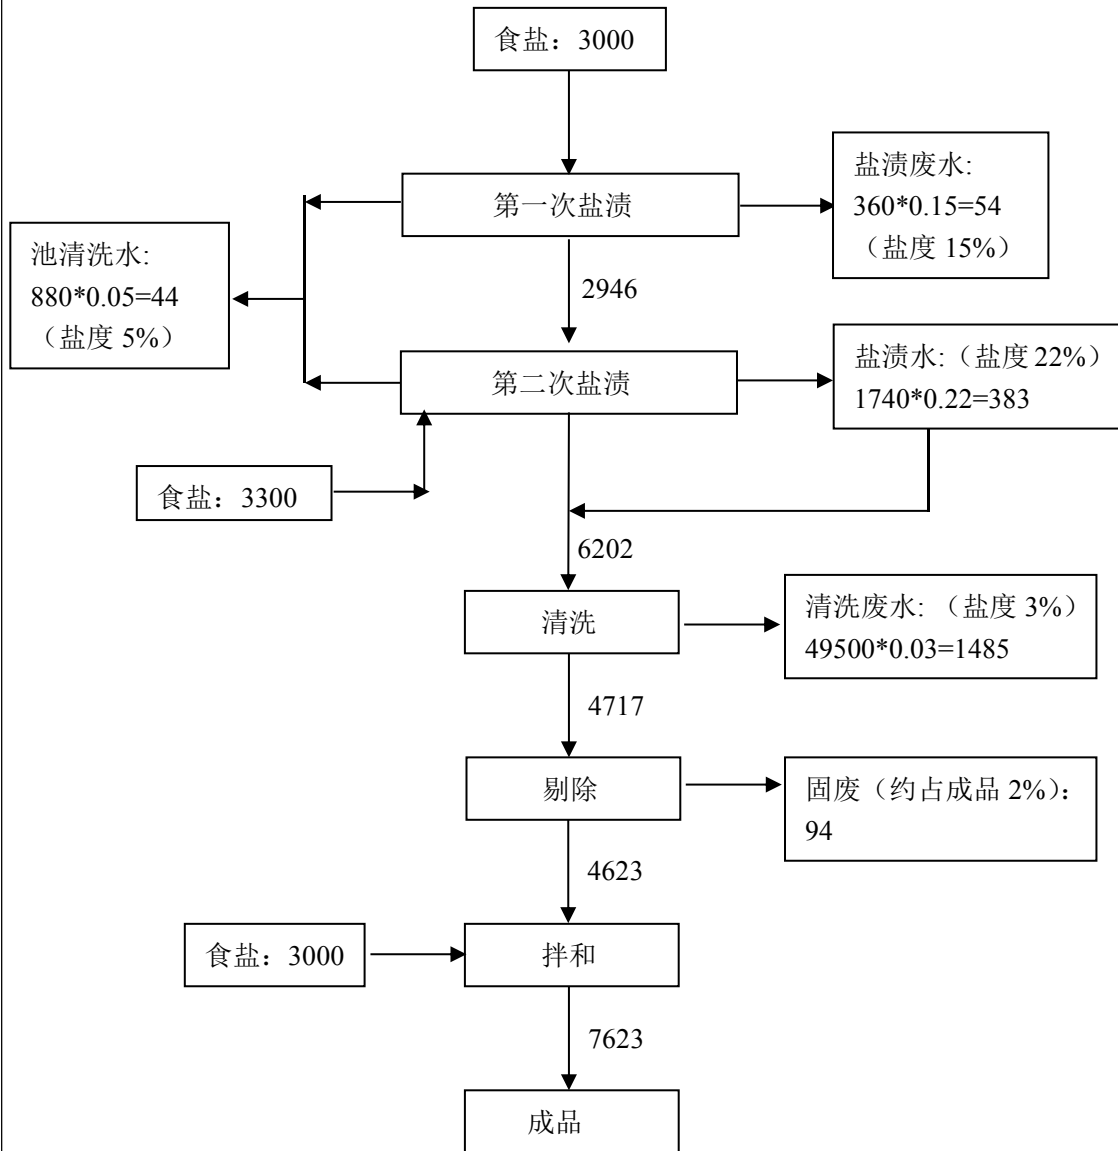 食盐：3000
第一次盐渍
盐渍废水:
360*0.15=54
（盐度 15%）
池清洗水:
880*0.05=44
（盐度 5%）
2946
第二次盐渍
盐渍水:（盐度 22%）
1740*0.22=383
食盐：3300
6202
清洗
清洗废水: （盐度 3%）
49500*0.03=1485
4717
剔除
固废（约占成品 2%）:
94
4623
食盐：3000
拌和
7623
成品